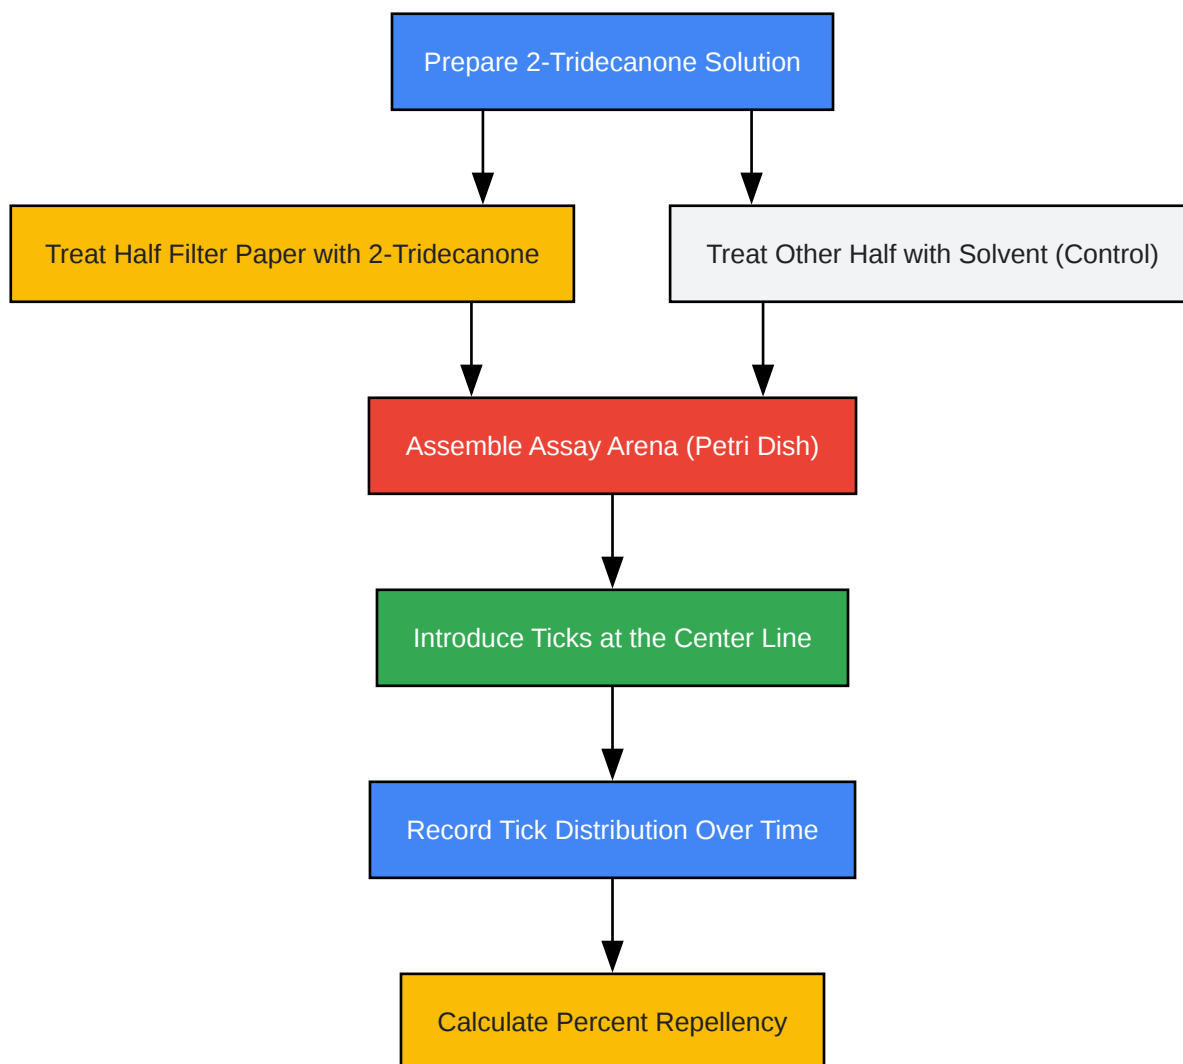 Prepare 2-Tridecanone Solution
Treat Half Filter Paper with 2-Tridecanone
Treat Other Half with Solvent (Control)
Assemble Assay Arena (Petri Dish)
Introduce Ticks at the Center Line
Record Tick Distribution Over Time
Calculate Percent Repellency